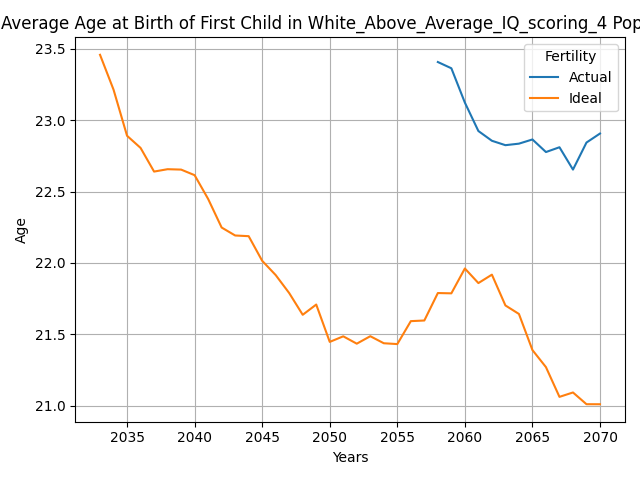 Average Age at Birth of First Child in White_Above_Average_IQ_scoring_4 Pop
Fertility
Actual
Ideal
23.5
23.0
22.5
22.0
21.5
21.0
Age
2035 2040 2045 2050 2055 2060 2065 2070
Years